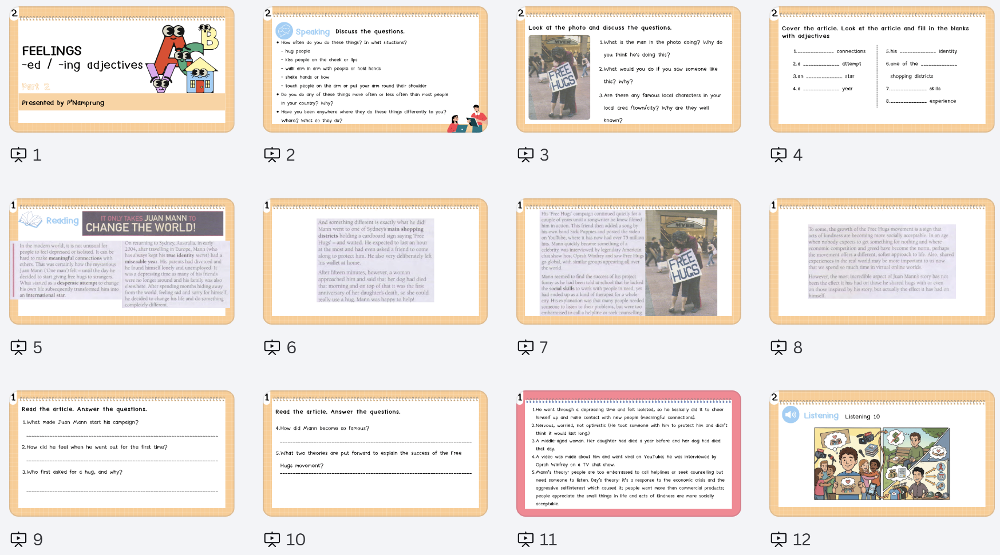 2
FEELINGS
-ed / -ing adjectives
Part 2
Presented by P'Namprung
A
B
C
V
1
2
Speaking
Discuss the questions.
• How often do you do these things? In what situations?
- hug people
- kiss people on the cheek or lips
- walk arm in arm with people or hold hands
- shake hands or bow
- touch people on the arm or put your arm round their shoulder
• Do you do any of these things more often or less often than most people
in your country? Why?
• Have you been anywhere where they do these things differently to you?
Where? What do they do?
2
2
Look at the photo and discuss the questions.
MYER
FREE
HUGS
1.What is the man in the photo doing? Why do
you think he's doing this?
2.What would you do if you saw someone like
this? Why?
3.Are there any famous local characters in your
local area /town/city? Why are they well
known?
3
2
Cover the article. Look at the article and fill in the blanks
with adjectives
1.______________ connections
2.a ______________ attempt
3.an ______________ star
4.a ______________ year
5.his ______________ identity
6.one of the ______________
shopping districts
7.______________ skills
8.______________ experience
4
1
Reading
IT ONLY TAKES JUAN MANN TO
CHANGE THE WORLD!
In the modern world, it is not unusual for
people to feel depressed or isolated. It can be
hard to make meaningful connections with
others. That was certainly how the mysterious
Juan Mann ('One man') felt – until the day he
decided to start giving free hugs to strangers.
What started as a desperate attempt to change
his own life subsequently transformed him into
an international star.
On returning to Sydney, Australia, in early
2004, after travelling in Europe, Mann (who
has always kept his true identity secret) had a
miserable year. His parents had divorced and
he found himself lonely and unemployed. It
was a depressing time as many of his friends
were no longer around and his family was also
elsewhere. After spending months hiding away
from the world, feeling sad and sorry for himself,
he decided to change his life and do something
completely different.
5
1
And something different is exactly what he did!
Mann went to one of Sydney's main shopping
districts holding a cardboard sign saying 'Free
Hugs' – and waited. He expected to last an hour
at the most and had even asked a friend to come
along to protect him. He also very deliberately left
his wallet at home.
After fifteen minutes, however, a woman
approached him and said that her dog had died
that morning and on top of that it was the first
anniversary of her daughter's death, so she could
really use a hug. Mann was happy to help!
6
1
His 'Free Hugs' campaign continued quietly for a
couple of years until a songwriter he knew filmed
him in action. This friend then added a song by
his own band Sick Puppies and posted the video
on YouTube, where it has now had over 75 million
hits. Mann quickly became something of a
celebrity, was interviewed by legendary American
chat show host Oprah Winfrey and saw Free Hugs
go global, with similar groups appearing all over
the world.
Mann seemed to find the success of his project
funny as he had been told at school that he lacked
the social skills to work with people in need, yet
had ended up as a kind of therapist for a whole
city. His explanation was that many people needed
someone to listen to their problems, but were too
embarrassed to call a helpline or seek counselling.
MYER
FREE
HUGS
7
1
To some, the growth of the Free Hugs movement is a sign that
acts of kindness are becoming more socially acceptable. In an age
when nobody expects to get something for nothing and where
economic competition and greed have become the norm, perhaps
the movement offers a different, softer approach to life. Also, shared
experiences in the real world may be more important to us now
that we spend so much time in virtual online worlds.
However, the most incredible aspect of Juan Mann's story has not
been the effect it has had on those he shared hugs with or even
on those inspired by his story, but actually the effect it has had on
himself.
8
1
Read the article. Answer the questions.
1.What made Juan Mann start his campaign?
2.How did he feel when he went out for the first time?
3.Who first asked for a hug, and why?
9
1
Read the article. Answer the questions.
4.How did Mann become so famous?
5.What two theories are put forward to explain the success of the Free
Hugs movement?
10
1
1.He went through a depressing time and felt isolated, so he basically did it to cheer
himself up and make contact with new people (meaningful connections).
2.Nervous, worried, not optimistic (He took someone with him to protect him and didn't
think it would last long.)
3.A middle-aged woman. Her daughter had died a year before and her dog had died
that day.
4.A video was made about him and went viral on YouTube; he was interviewed by
Oprah Winfrey on a TV chat show.
5.Mann's theory: people are too embarrassed to call helplines or seek counselling but
need someone to listen. Day's theory: it's a response to the economic crisis and the
aggressive selfinterest which caused it; people want more than commercial products;
people appreciate the small things in life and acts of kindness are more socially
acceptable.
11
2
Listening
Listening 10
12